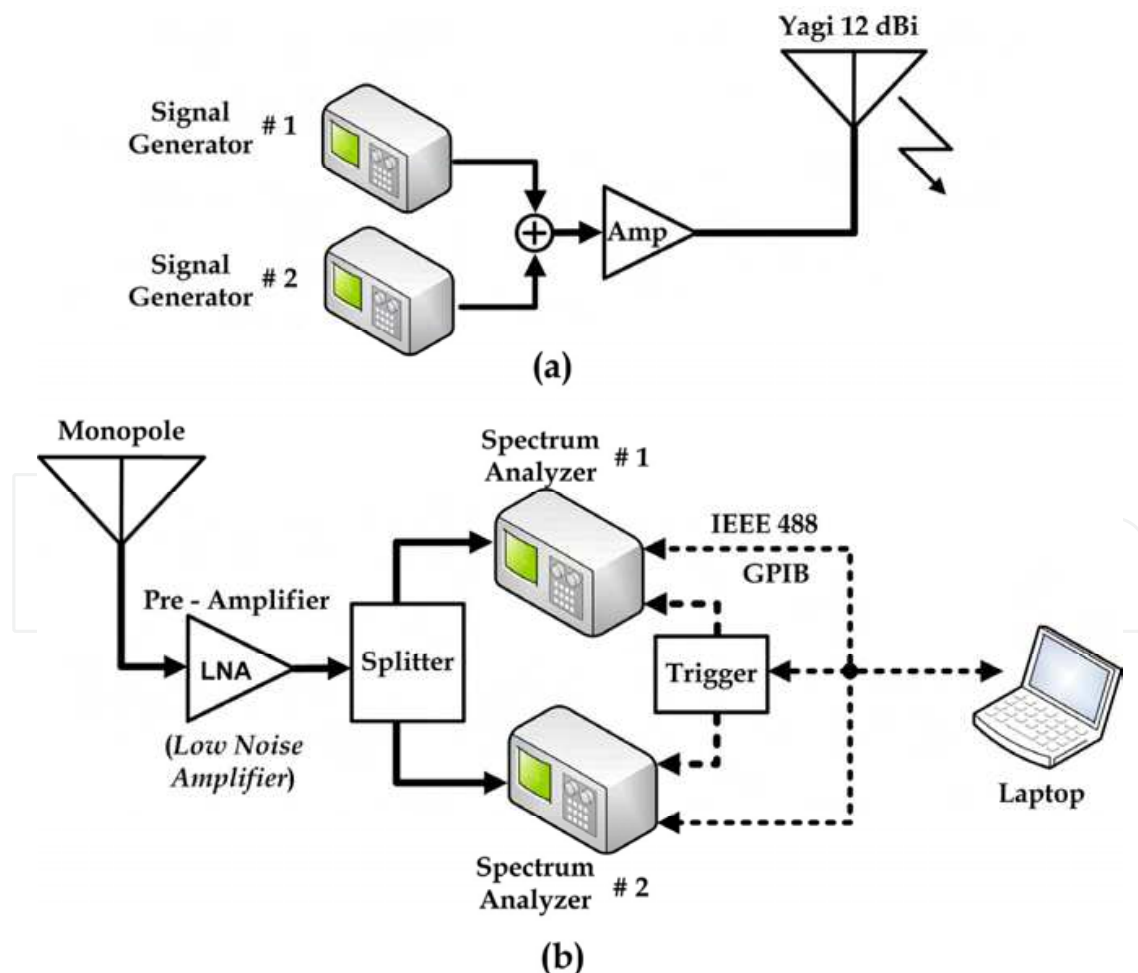 Yagi 12 dBi
Signal
Generator # 1
Amp
Signal
Generator # 2
(a)
Monopole
Spectrum
Analyzer # 1
IEEE 488
GPIB
Pre - Amplifier
LNA
Splitter
Trigger
(Low Noise
Amplifier)
Laptop
Spectrum
Analyzer # 2
(b)